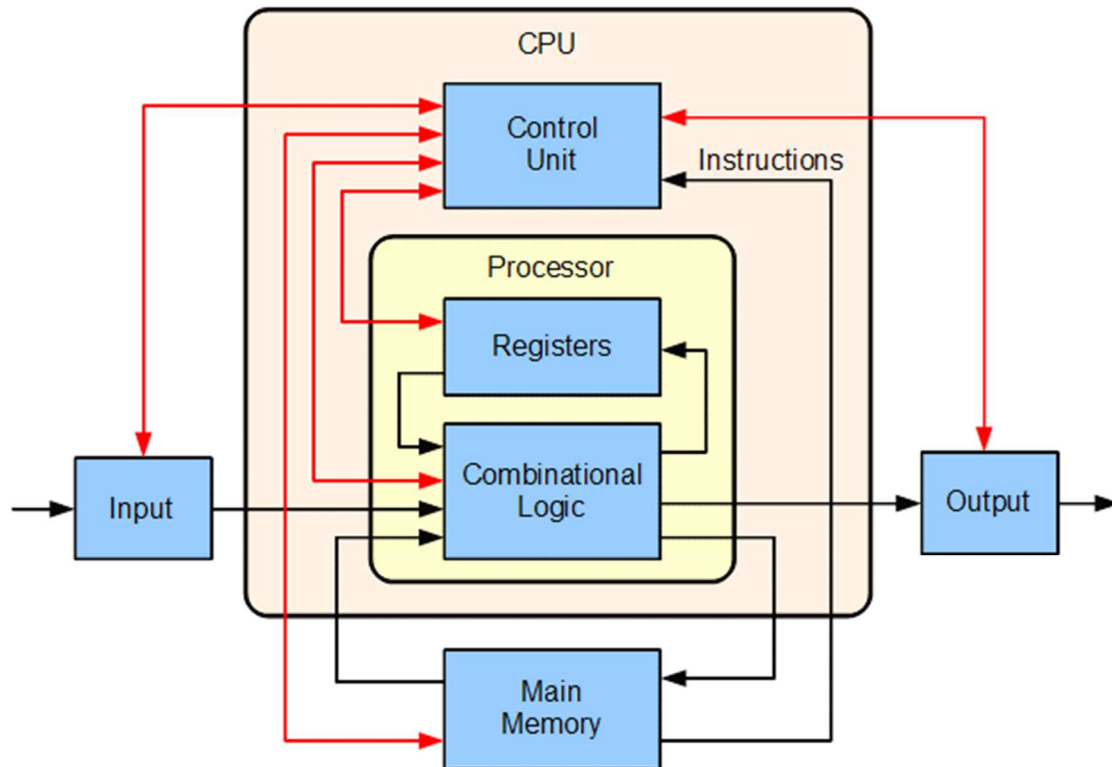 CPU
Control
Unit
Instructions
Processor
Registers
Combinational
Logic
Input
Output
Main
Memory